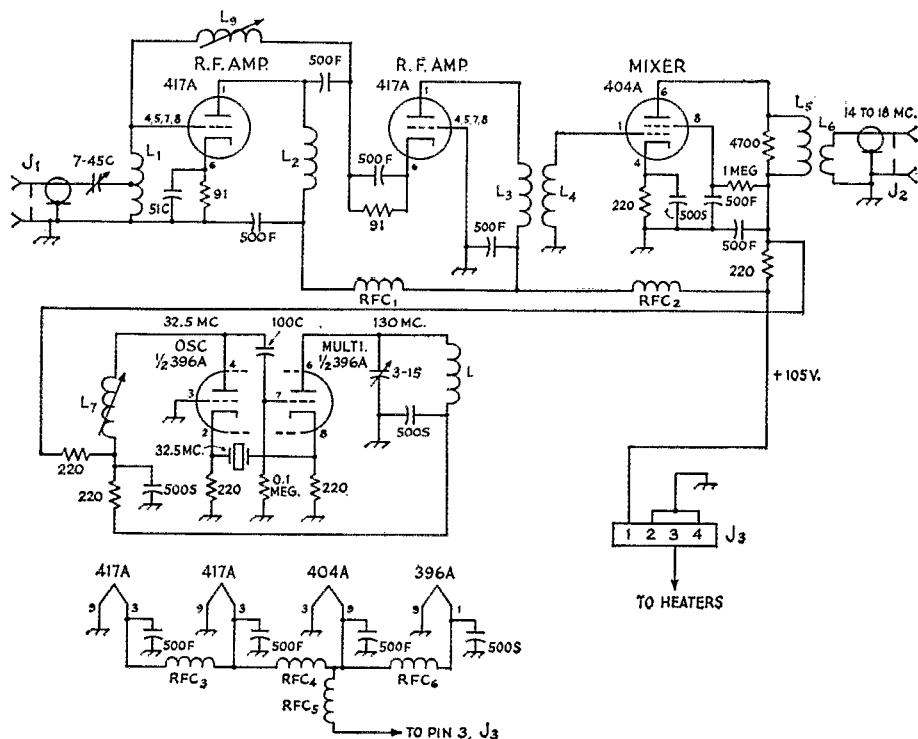 L9
R.F. AMP.
417A
500F
R.F. AMP.
417A
MIXER
404A
1
4,5,7,8
6
J1
7-45C
L1
51C
91
L2
500F
1
4,5,7,8
6
500F
91
500F
L3
L4
6
1
8
4
220
500S
4700
1 MEG
500F
500F
220
L5
L6
14 TO 18 MC.
J2
RFC1
RFC2
32.5 MC
OSC
1/2 396A
100C
130 MC.
MULTI.
1/2 396A
4
3
2
6
7
8
3-15
L
500S
L7
32.5 MC.
220
220
500S
220
0.1 MEG.
220
+105V.
1 2 3 4
J3
TO HEATERS
417A
417A
404A
396A
9 3
9 3
3 9
9 1
500F
500F
500F
500S
RFC3
RFC4
RFC6
RFC5
TO PIN 3, J3